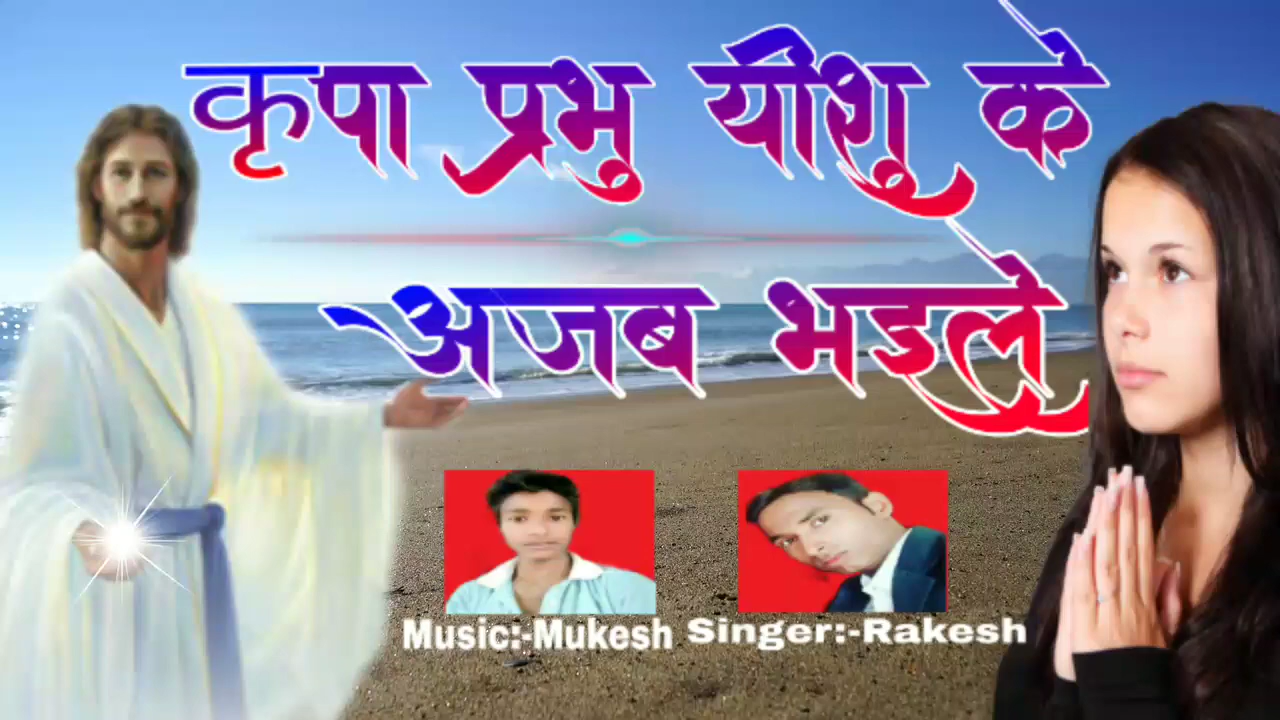 कृपा प्रभु यीशु के
अजब भइले
Music:-Mukesh Singer:-Rakesh